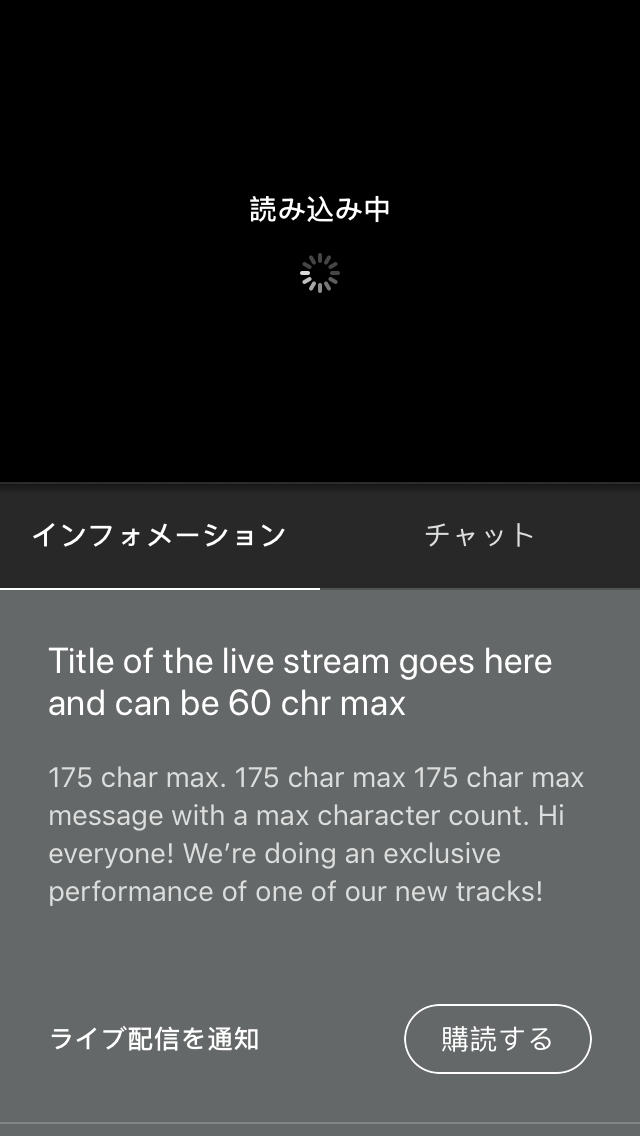 読み込み中
インフォメーション
チャット
Title of the live stream goes here
and can be 60 chr max
175 char max. 175 char max 175 char max
message with a max character count. Hi
everyone! We’re doing an exclusive
performance of one of our new tracks!
ライブ配信を通知
購読する